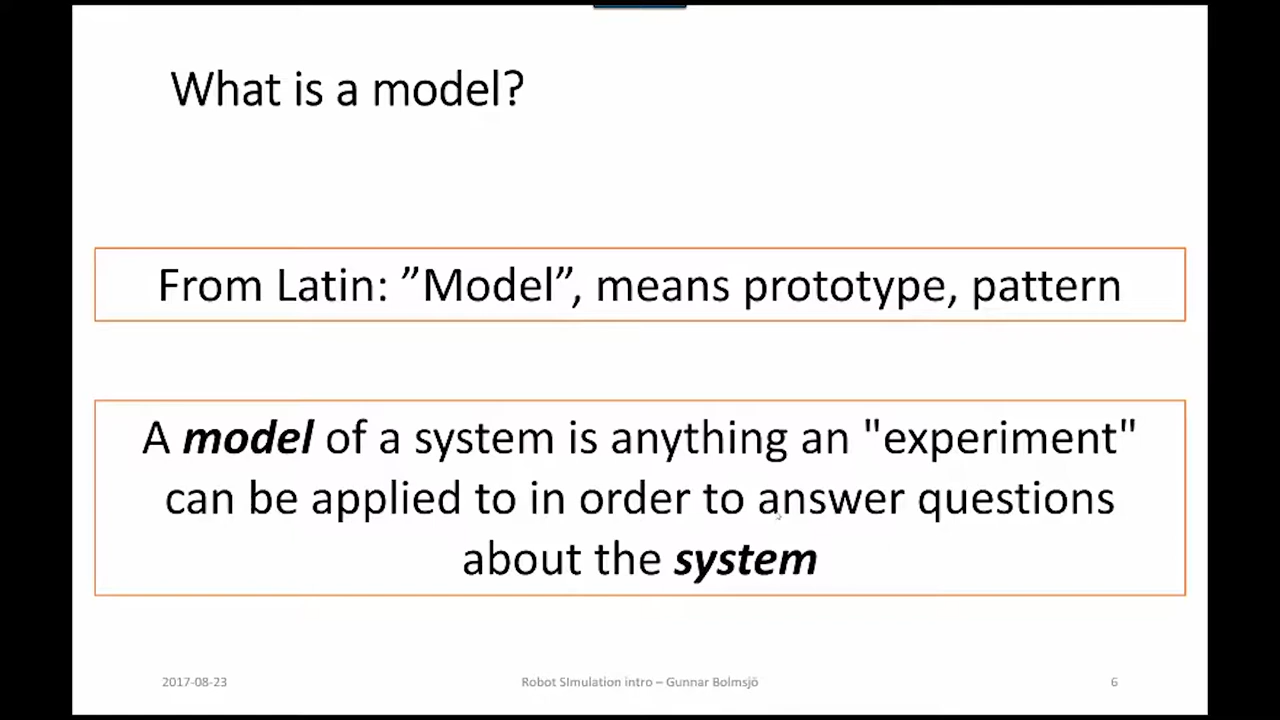 What is a model?
From Latin: ”Model”, means prototype, pattern
A model of a system is anything an "experiment"
can be applied to in order to answer questions
about the system
2017-08-23
Robot SImulation intro – Gunnar Bolmsjö
6